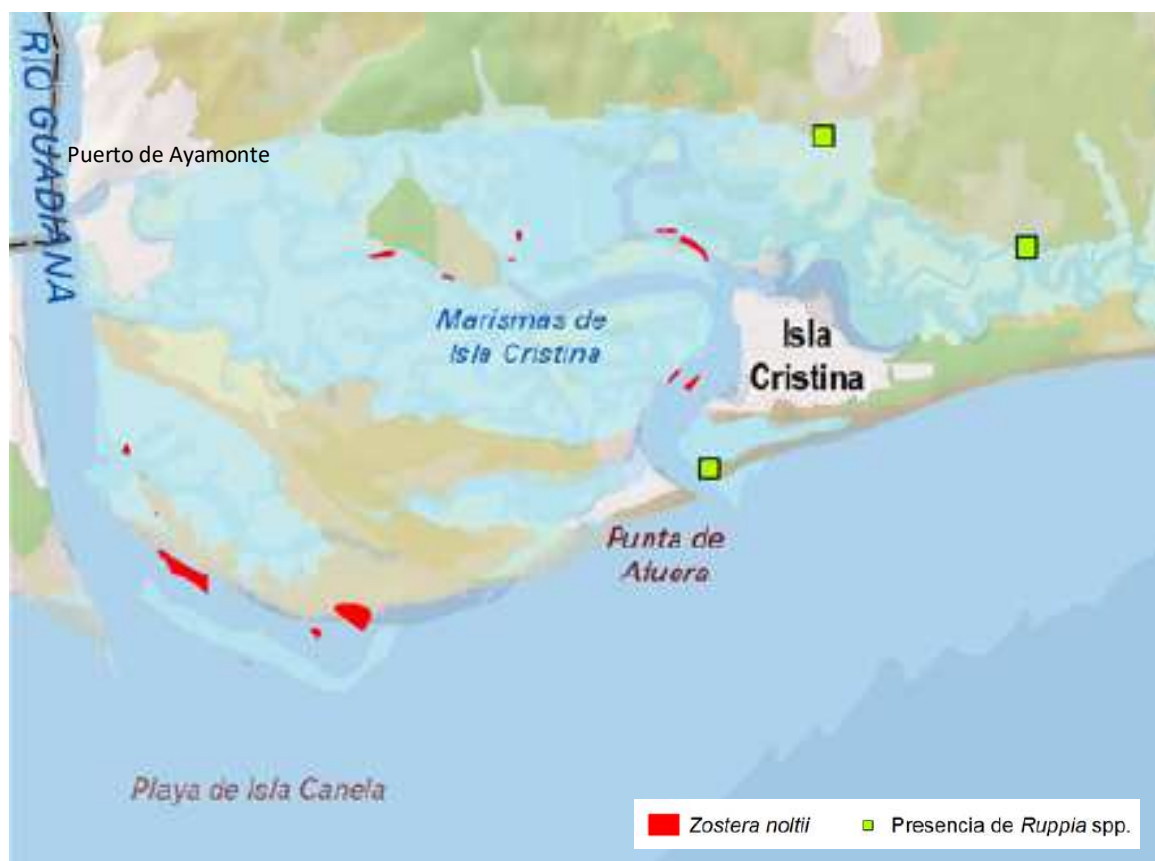 RÍO GUADIANA
Puerto de Ayamonte
Marismas de
Isla Cristina
Isla
Cristina
Punta de
Afuera
Playa de Isla Canela
Zostera noltii
Presencia de Ruppia spp.